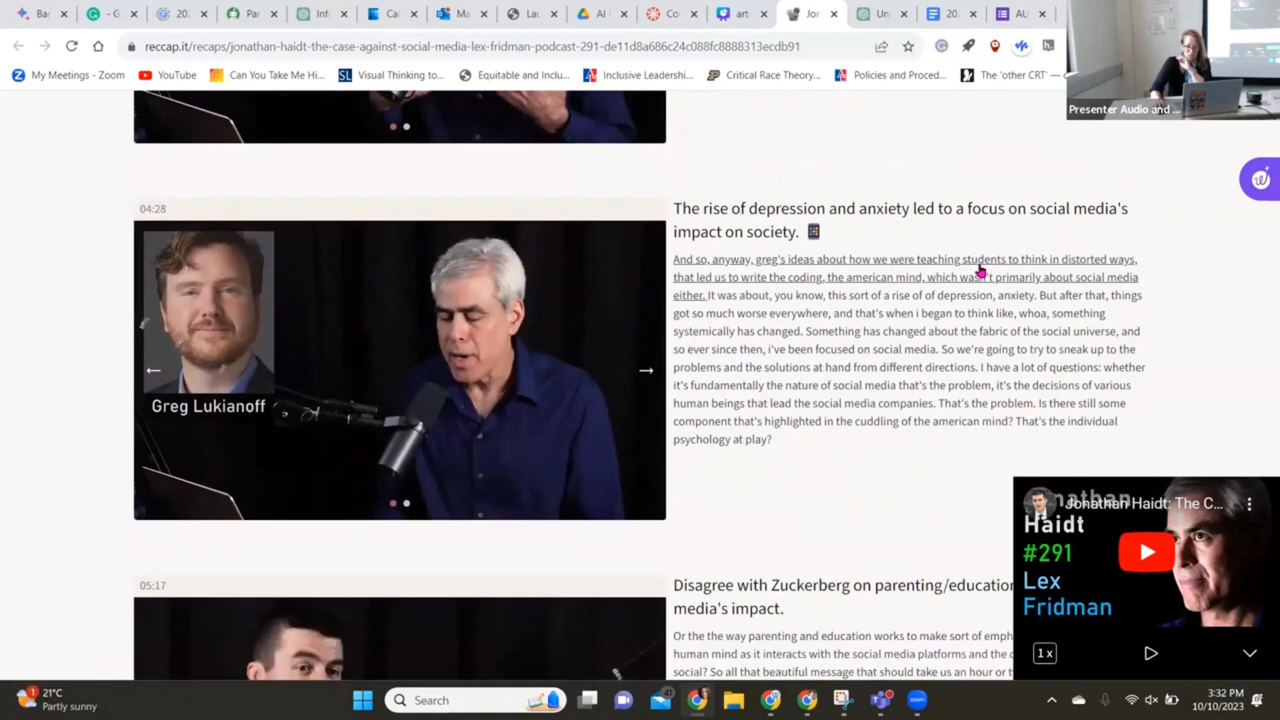 Bar
G
202
Par
Info
Cal
Ma
Lau
AI
Co
art
Jor
Un
202
AU
reccap.it/recaps/jonathan-haidt-the-case-against-social-media-lex-fridman-podcast-291-de11d8a686c24c088fc8888313ecdb91
My Meetings - Zoom
YouTube
Can You Take Me Hi...
Visual Thinking to...
Equitable and Inclu...
Inclusive Leadershi...
Critical Race Theory...
Policies and Proced...
The 'other CRT'
Presenter Audio and ...
04:28
The rise of depression and anxiety led to a focus on social media's
impact on society.
And so, anyway, greg's ideas about how we were teaching students to think in distorted ways,
that led us to write the coding, the american mind, which wasn't primarily about social media
either. It was about, you know, this sort of a rise of of depression, anxiety. But after that, things
got so much worse everywhere, and that's when i began to think like, whoa, something
systemically has changed. Something has changed about the fabric of the social universe, and
so ever since then, i've been focused on social media. So we're going to try to sneak up to the
problems and the solutions at hand from different directions. I have a lot of questions: whether
it's fundamentally the nature of social media that's the problem, it's the decisions of various
human beings that lead the social media companies. That's the problem. Is there still some
component that's highlighted in the cuddling of the american mind? That's the individual
psychology at play?
Greg Lukianoff
Jonathan Haidt: The C...
Haidt
#291
Lex
Fridman
1x
05:17
Disagree with Zuckerberg on parenting/education
media's impact.
Or the the way parenting and education works to make sort of emph
human mind as it interacts with the social media platforms and the
social? So all that beautiful message that should take us an hour or t
21°C
Partly sunny
Search
3:32 PM
10/10/2023